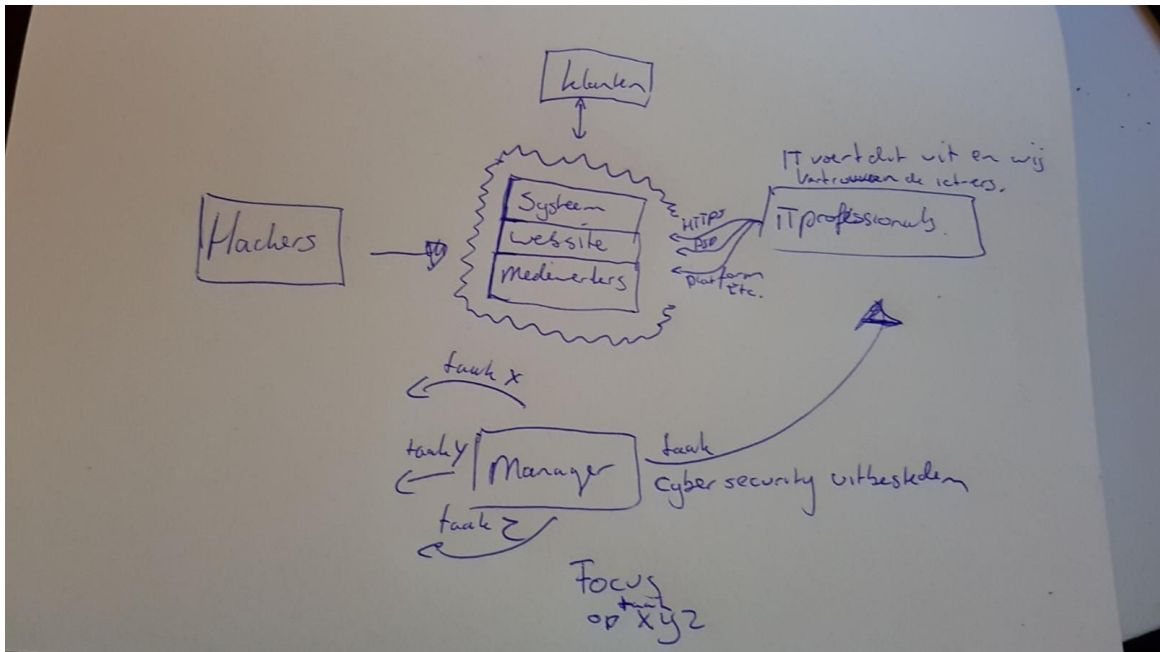 klanten
IT voert dit uit en wij
vertrouwen de ict-ers.
Hackers
Systeem
website
medewerkers
HTTPS
platform
etc.
ITprofessionals.
taak x
taak y
taak z
Manager
taak
cyber security uitbesteden
Focus
op taak x y z